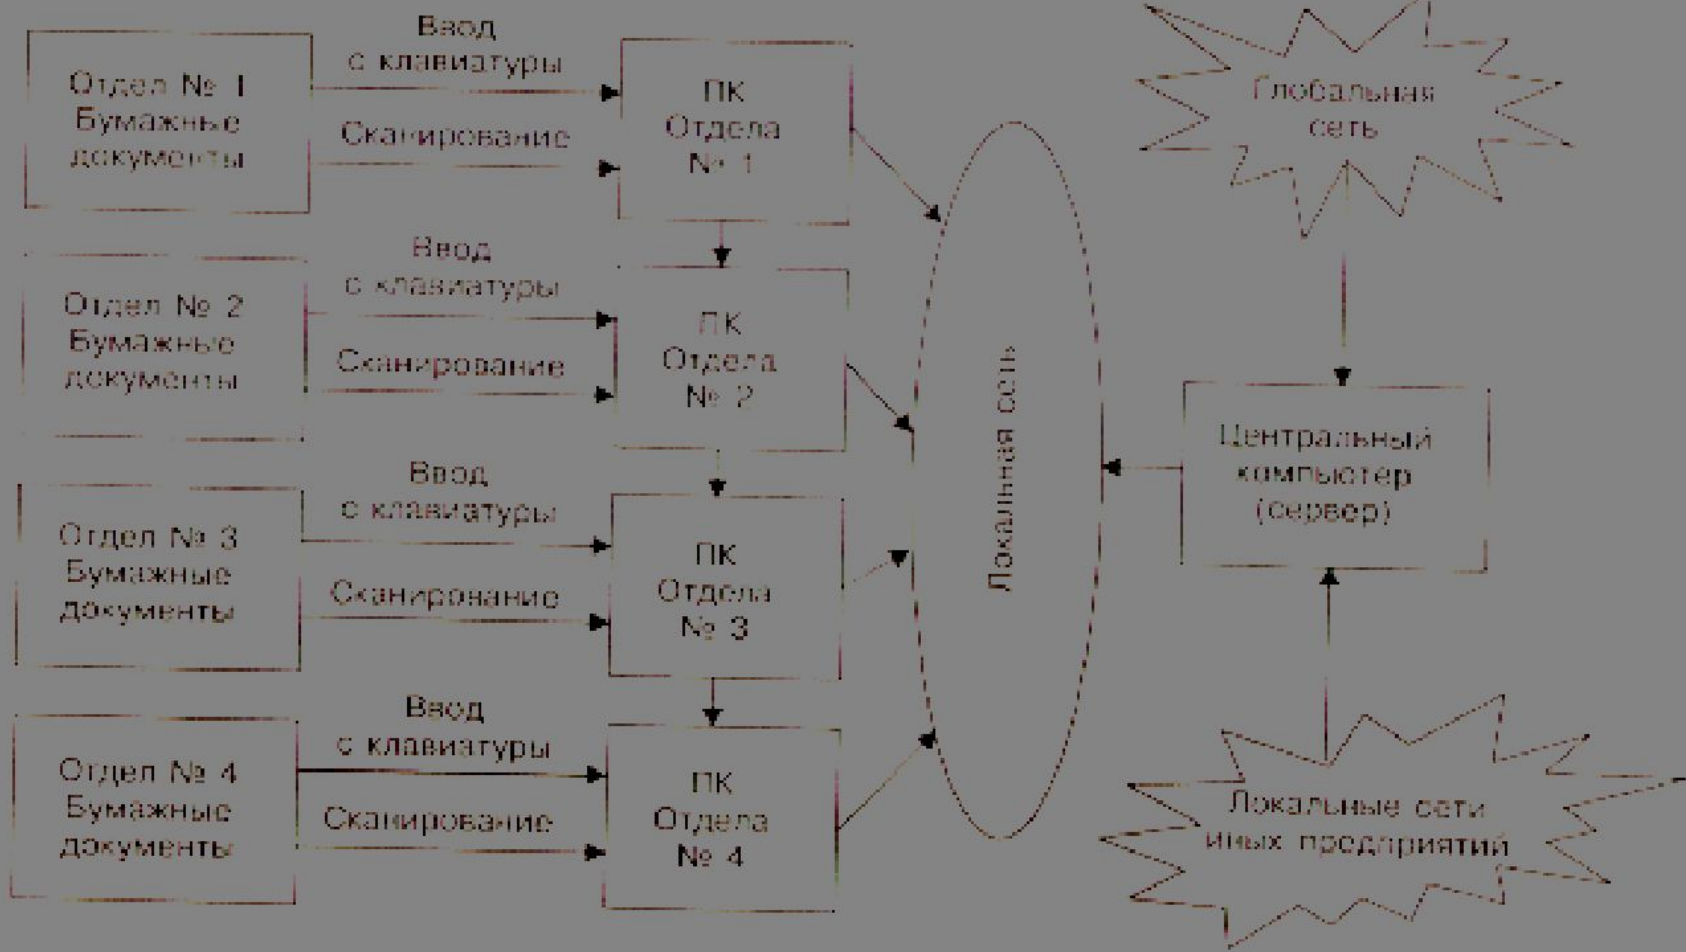 Отдел № 1
Бумажные
документы
Ввод
с клавиатуры
Сканирование
ПК
Отдела
№ 1
Отдел № 2
Бумажные
документы
Ввод
с клавиатуры
Сканирование
ПК
Отдела
№ 2
Отдел № 3
Бумажные
документы
Ввод
с клавиатуры
Сканирование
ПК
Отдела
№ 3
Отдел № 4
Бумажные
документы
Ввод
с клавиатуры
Сканирование
ПК
Отдела
№ 4
Локальная сеть
Глобальная
сеть
Центральный
компьютер
(сервер)
Локальные сети
иных предприятий